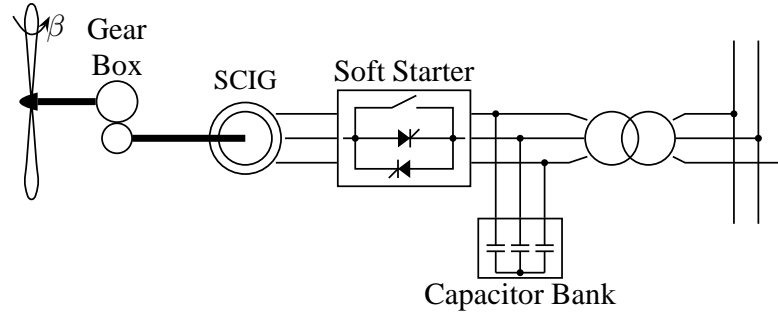 β
Gear
Box
SCIG
Soft Starter
Capacitor Bank